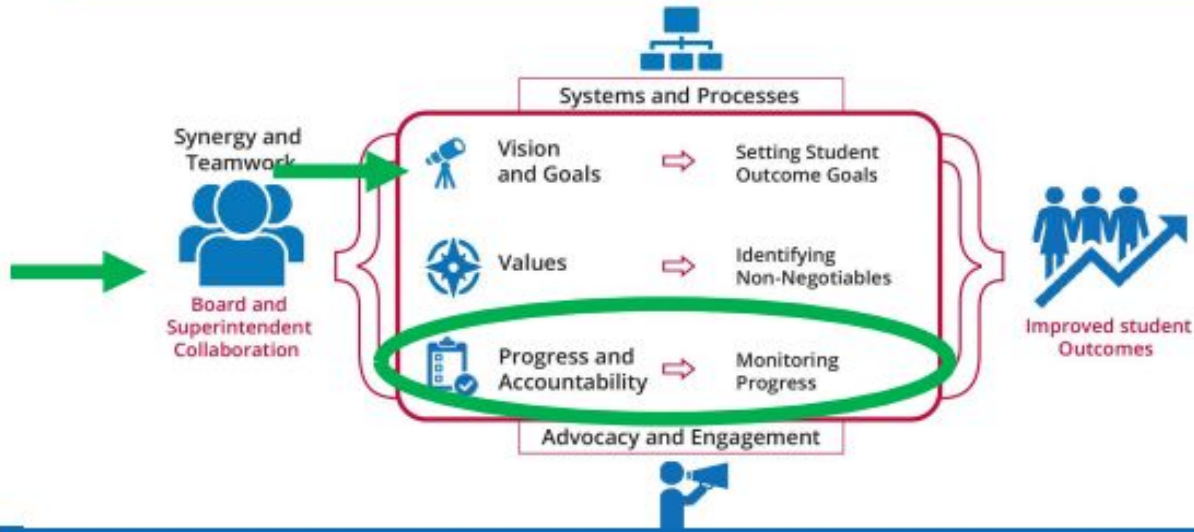 Systems and Processes
Synergy and
Teamwork
Board and
Superintendent
Collaboration
Vision
and Goals
Setting Student
Outcome Goals
Values
Identifying
Non-Negotiables
Progress and
Accountability
Monitoring
Progress
Advocacy and Engagement
Improved student
Outcomes